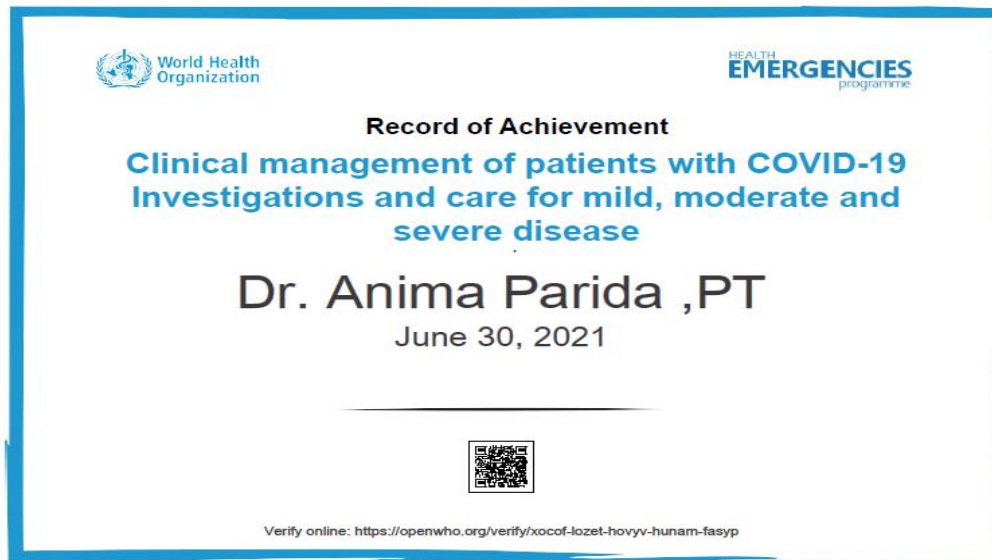 World Health
Organization
HEALTH
EMERGENCIES
programme
Record of Achievement
Clinical management of patients with COVID-19
Investigations and care for mild, moderate and
severe disease
Dr. Anima Parida ,PT
June 30, 2021
Verify online: https://openwho.org/verify/xocof-lozet-hovyv-hunam-fasyp